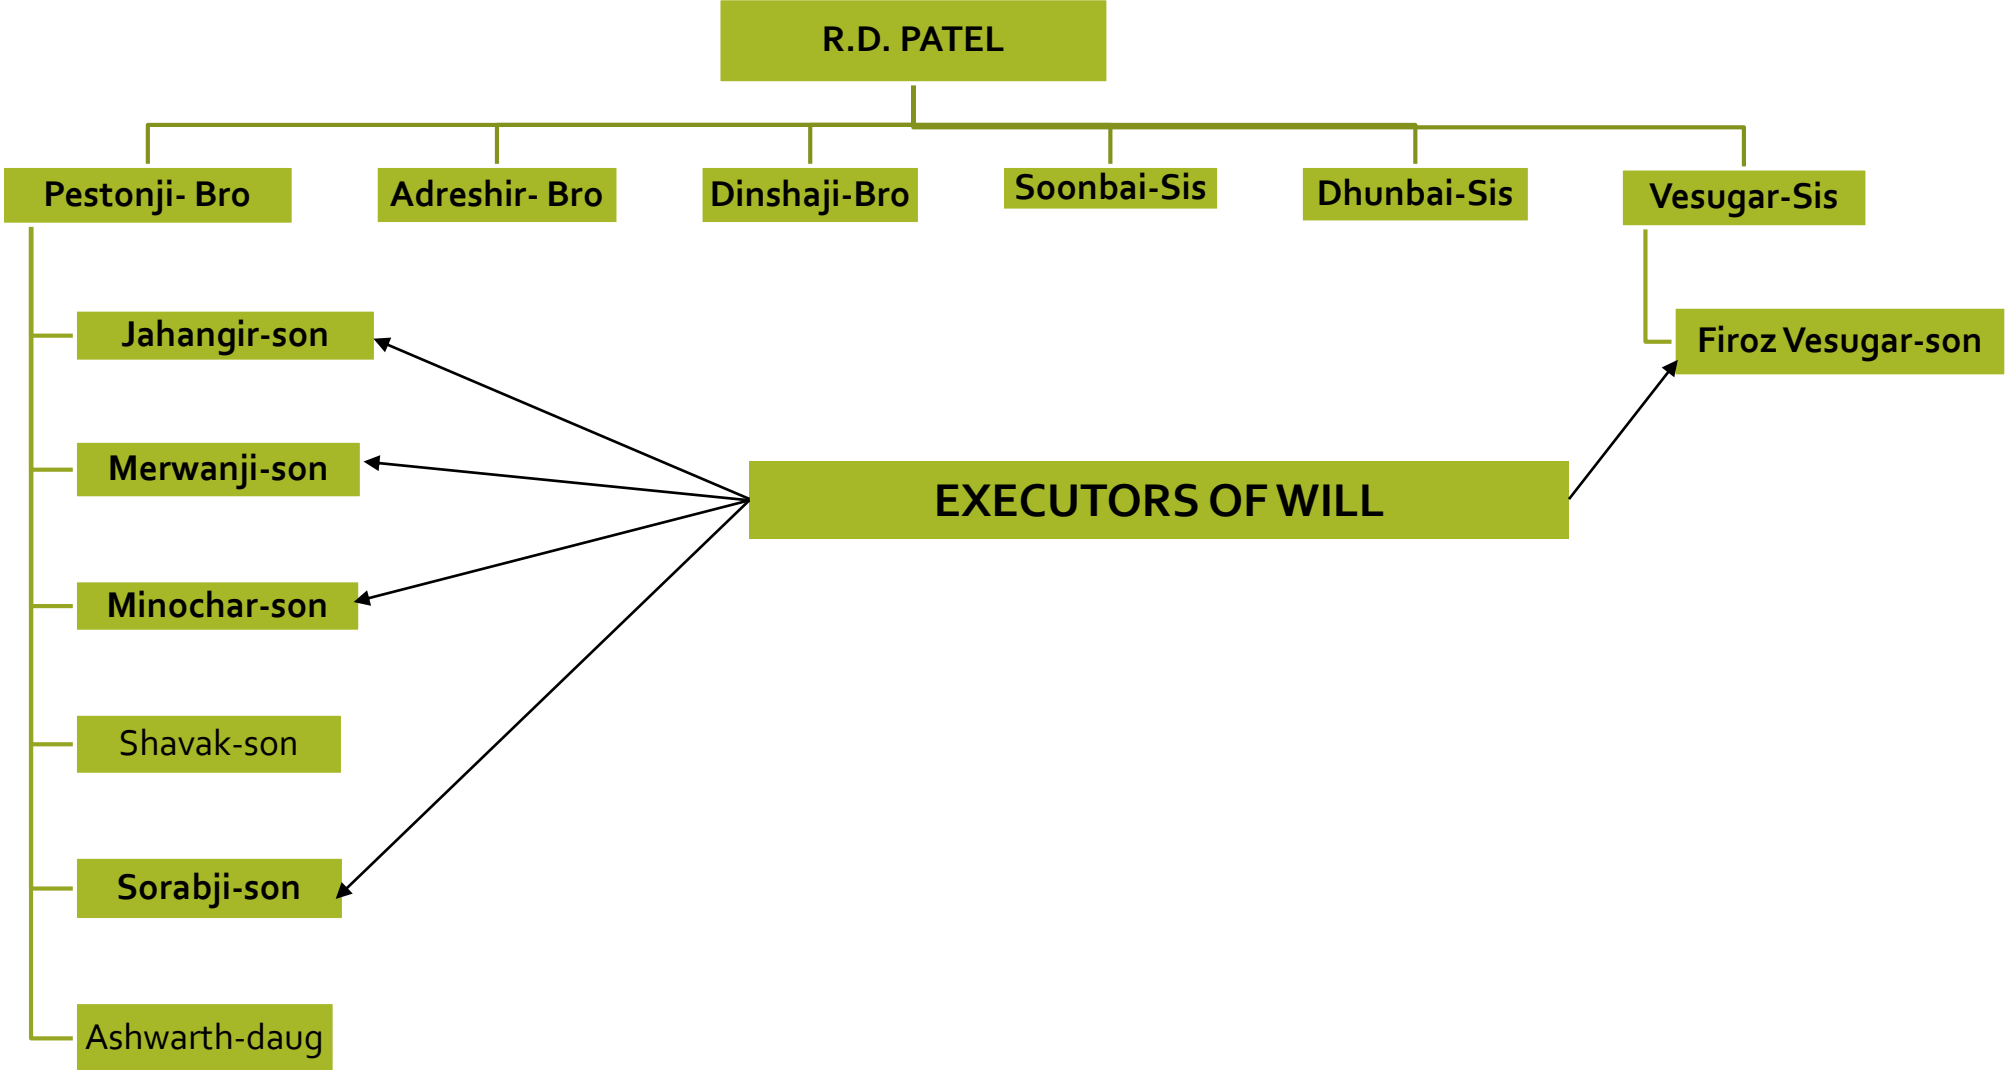 R.D. PATEL
Pestonji- Bro
Adreshir- Bro
Dinshaji-Bro
Soonbai-Sis
Dhunbai-Sis
Vesugar-Sis
Jahangir-son
Firoz Vesugar-son
Merwanji-son
EXECUTORS OF WILL
Minochar-son
Shavak-son
Sorabji-son
Ashwarth-daug